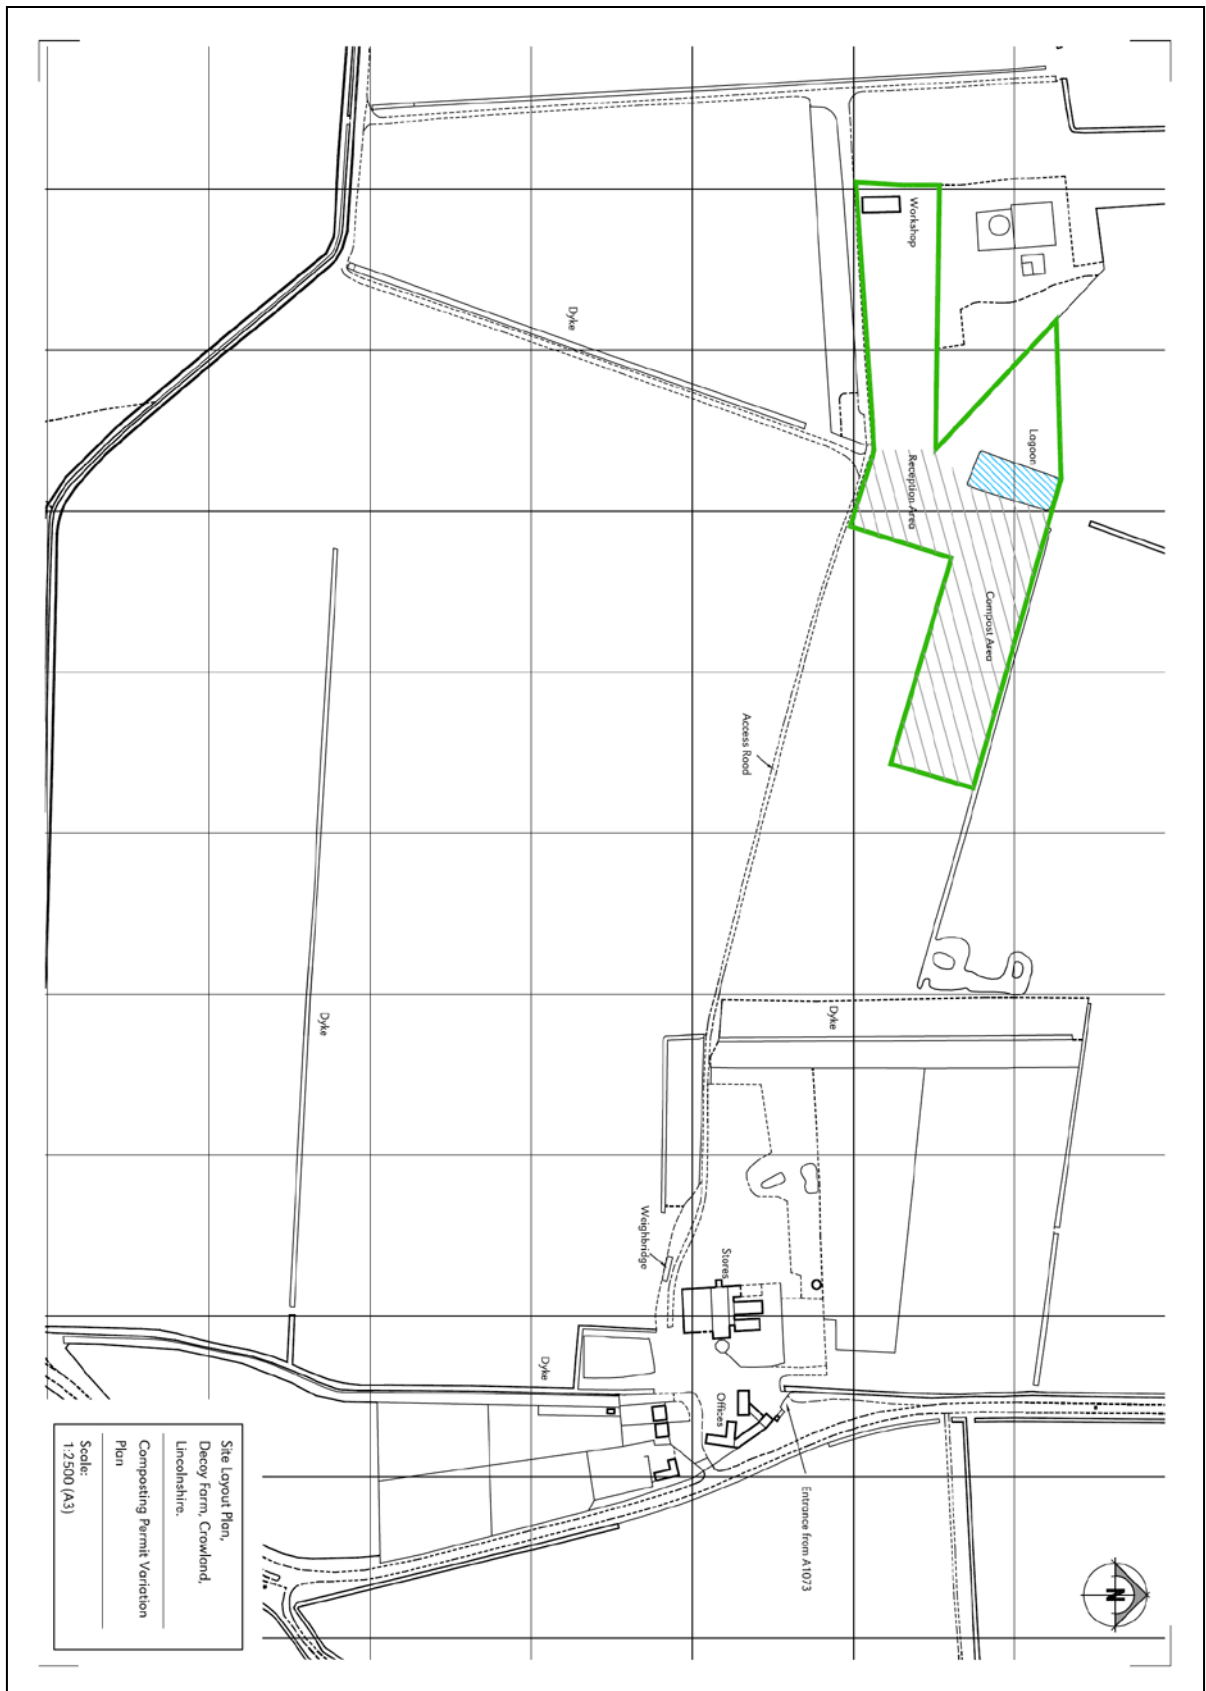 Workshop
Dyke
Lagoon
Reception Area
Compost Area
Access Road
Dyke
Dyke
Weighbridge
Stores
Dyke
Offices
Entrance from A1073
N
Site Layout Plan,
Decoy Farm, Crowland,
Lincolnshire.
Composting Permit Variation
Plan
Scale:
1:2500 (A3)